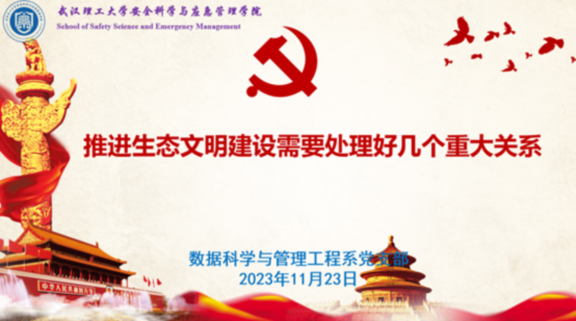 武汉理工大学安全科学与应急管理学院
School of Safety Science and Emergency Management
推进生态文明建设需要处理好几个重大关系
数据科学与管理工程系党支部
2023年11月23日